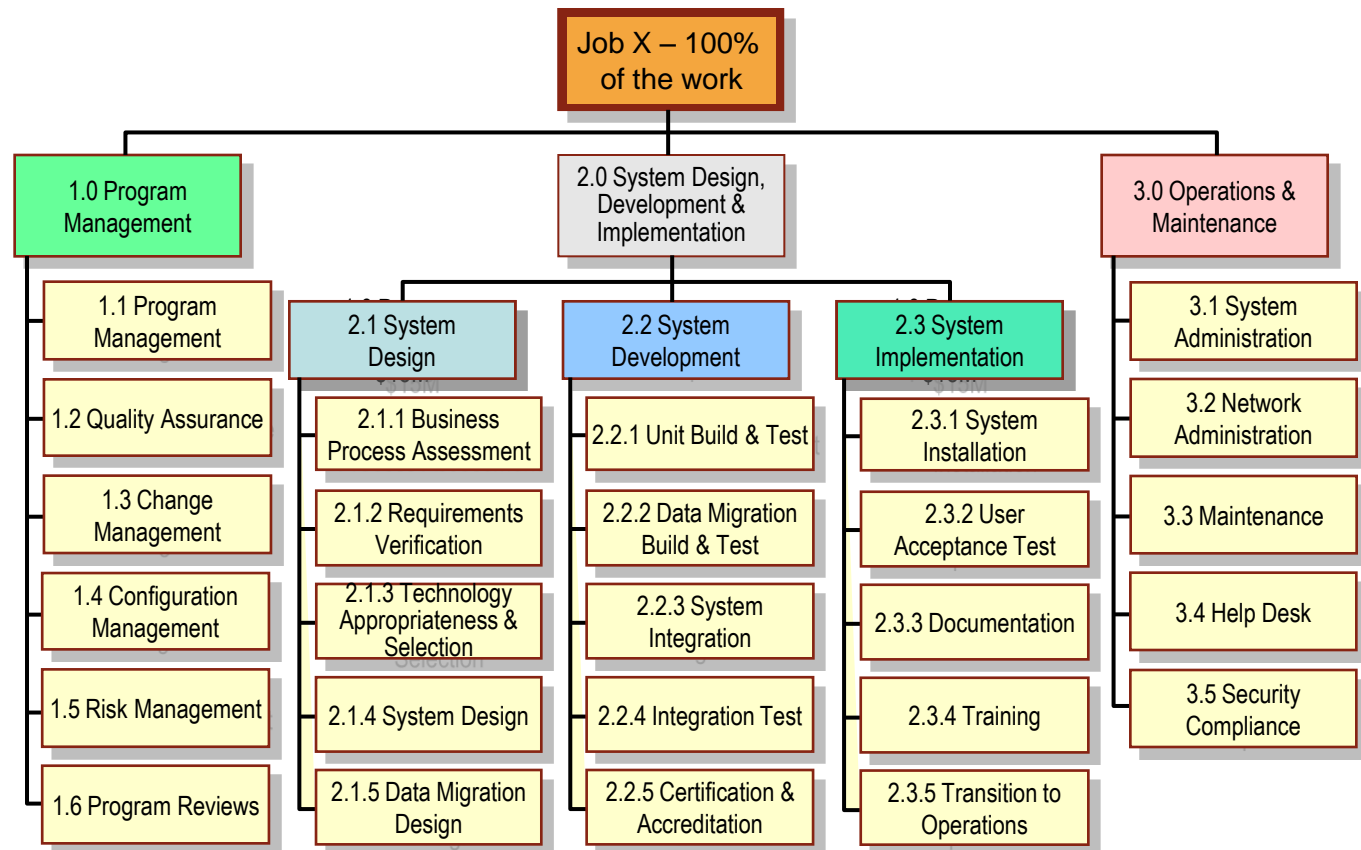 Job X – 100%
of the work
1.0 Program
Management
2.0 System Design,
Development &
Implementation
3.0 Operations &
Maintenance
1.1 Program
Management
1.2 Quality Assurance
1.3 Change
Management
1.4 Configuration
Management
1.5 Risk Management
1.6 Program Reviews
2.1 System
Design
2.1.1 Business
Process Assessment
2.1.2 Requirements
Verification
2.1.3 Technology
Appropriateness &
Selection
2.1.4 System Design
2.1.5 Data Migration
Design
2.2 System
Development
2.2.1 Unit Build & Test
2.2.2 Data Migration
Build & Test
2.2.3 System
Integration
2.2.4 Integration Test
2.2.5 Certification &
Accreditation
2.3 System
Implementation
2.3.1 System
Installation
2.3.2 User
Acceptance Test
2.3.3 Documentation
2.3.4 Training
2.3.5 Transition to
Operations
3.1 System
Administration
3.2 Network
Administration
3.3 Maintenance
3.4 Help Desk
3.5 Security
Compliance